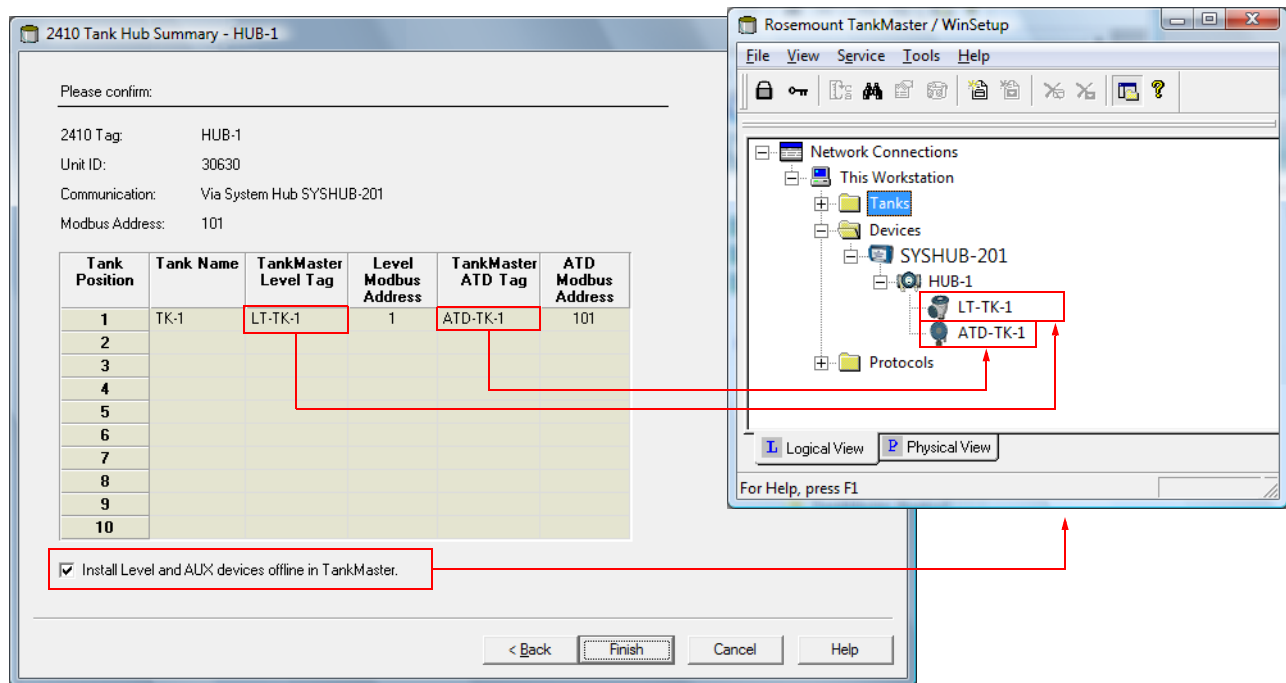 2410 Tank Hub Summary - HUB-1
Please confirm:
2410 Tag: HUB-1
Unit ID: 30630
Communication: Via System Hub SYSHUB-201
Modbus Address: 101
Tank Position Tank Name TankMaster Level Tag Level Modbus Address TankMaster ATD Tag ATD Modbus Address
1 TK-1 LT-TK-1 1 ATD-TK-1 101
2
3
4
5
6
7
8
9
10
Install Level and AUX devices offline in TankMaster.
< Back Finish Cancel Help
Rosemount TankMaster / WinSetup
File View Service Tools Help
Network Connections
This Workstation
Tanks
Devices
SYSHUB-201
HUB-1
LT-TK-1
ATD-TK-1
Protocols
L Logical View P Physical View
For Help, press F1